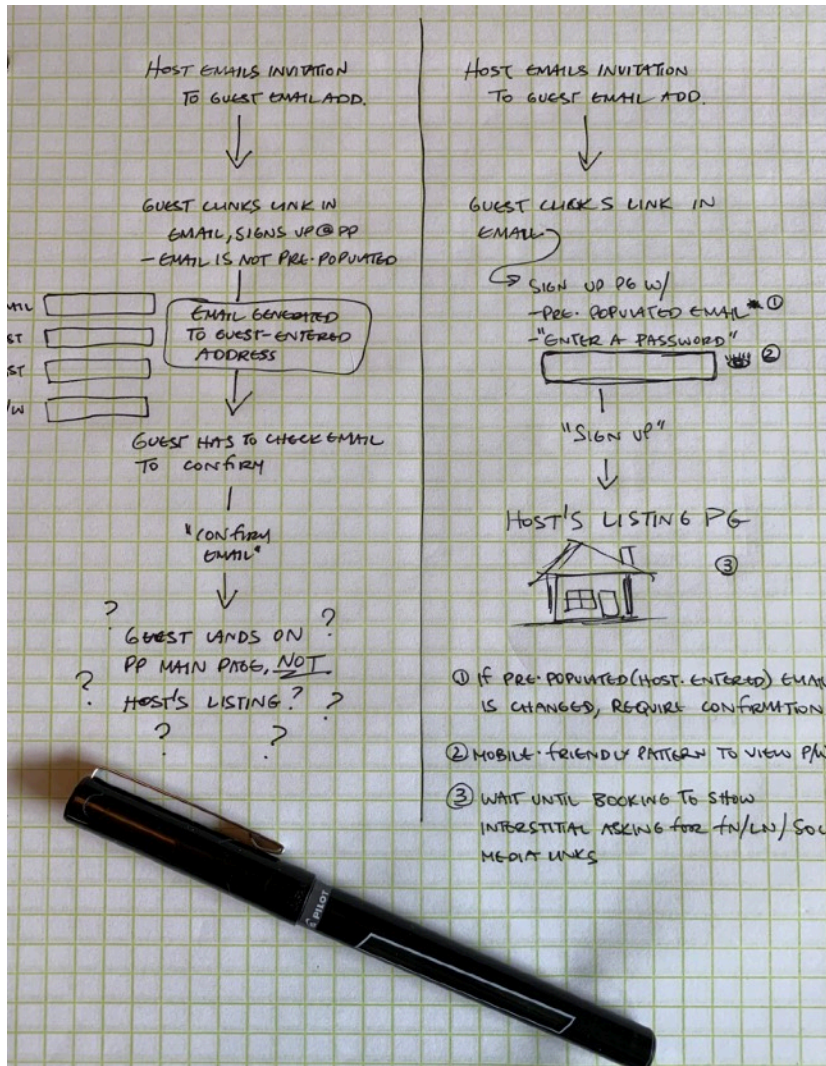 HOST EMAILS INVITATION
TO GUEST EMAIL ADD.
GUEST CLINKS LINK IN
EMAIL, SIGNS UP @ PP
- EMAIL IS NOT PRE-POPULATED
EMAIL GENERATED
TO GUEST-ENTERED
ADDRESS
AIL
ST
ST
/W
GUEST HAS TO CHECK EMAIL
TO CONFIRM
"CONFIRM
EMAIL"
? ?
GUEST LANDS ON
PP MAIN PAGE, NOT
? HOST'S LISTING? ?
? ?
HOST EMAILS INVITATION
TO GUEST EMAIL ADD.
GUEST CLICKS LINK IN
EMAIL
SIGN UP PG W/
- PRE-POPULATED EMAIL * ①
- "ENTER A PASSWORD"
②
"SIGN UP"
HOST'S LISTING PG
③
① IF PRE-POPULATED (HOST-ENTERED) EMAIL
IS CHANGED, REQUIRE CONFIRMATION
② MOBILE-FRIENDLY PATTERN TO VIEW P/W
③ WAIT UNTIL BOOKING TO SHOW
INTERSTITIAL ASKING FOR FN/LN/SOC
MEDIA LINKS
PILOT